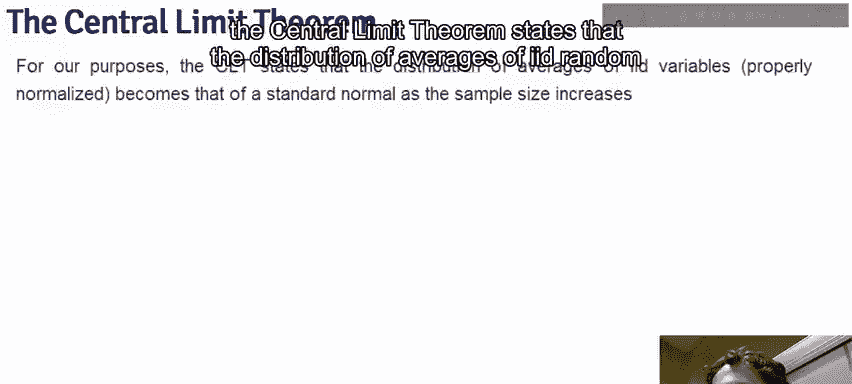 The Central Limit Theorem
the Central Limit Theorem states that
the distribution of averages of iid random
For our purposes, the CLT states that the distribution of averages of iid variables (properly
normalized) becomes that of a standard normal as the sample size increases